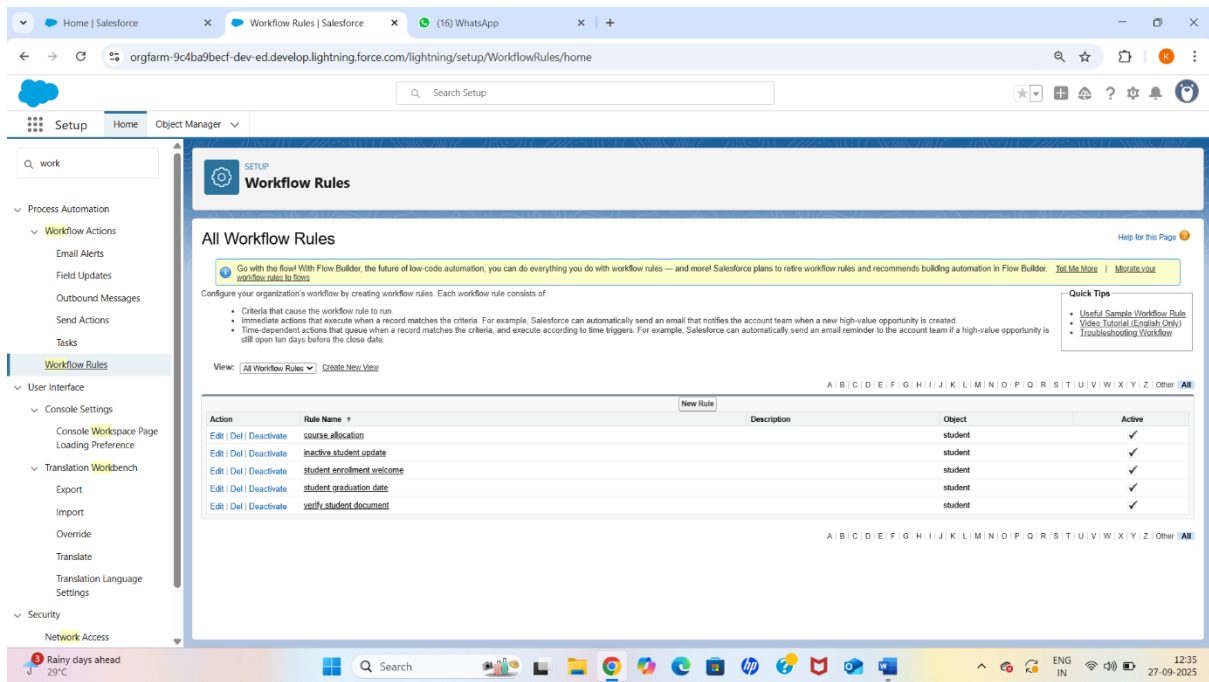 Home | Salesforce
Workflow Rules | Salesforce
(16) WhatsApp
orgfarm-9c4ba9becf-dev-ed.develop.lightning.force.com/lightning/setup/WorkflowRules/home
K
Search Setup
Setup
Home
Object Manager
work
Process Automation
Workflow Actions
Email Alerts
Field Updates
Outbound Messages
Send Actions
Tasks
Workflow Rules
User Interface
Console Settings
Console Workspace Page
Loading Preference
Translation Workbench
Export
Import
Override
Translate
Translation Language
Settings
Security
Network Access
SETUP
Workflow Rules
All Workflow Rules
Help for this Page
Go with the flow! With Flow Builder, the future of low-code automation, you can do everything you do with workflow rules — and more! Salesforce plans to retire workflow rules and recommends building automation in Flow Builder. Tell Me More | Migrate your
workflow rules to flows
Configure your organization's workflow by creating workflow rules. Each workflow rule consists of:
• Criteria that cause the workflow rule to run.
• Immediate actions that execute when a record matches the criteria. For example, Salesforce can automatically send an email that notifies the account team when a new high-value opportunity is created.
• Time-dependent actions that queue when a record matches the criteria, and execute according to time triggers. For example, Salesforce can automatically send an email reminder to the account team if a high-value opportunity is
still open ten days before the close date.
Quick Tips
• Useful Sample Workflow Rule
• Video Tutorial (English Only)
• Troubleshooting Workflow
View: All Workflow Rules Create New View
A | B | C | D | E | F | G | H | I | J | K | L | M | N | O | P | Q | R | S | T | U | V | W | X | Y | Z | Other All
New Rule
Action Rule Name ↑ Description Object Active
Edit | Del | Deactivate course allocation student ✓
Edit | Del | Deactivate inactive student update student ✓
Edit | Del | Deactivate student enrollment welcome student ✓
Edit | Del | Deactivate student graduation date student ✓
Edit | Del | Deactivate verify student document student ✓
A | B | C | D | E | F | G | H | I | J | K | L | M | N | O | P | Q | R | S | T | U | V | W | X | Y | Z | Other All
3
Rainy days ahead
29°C
Search
ENG
IN
12:35
27-09-2025